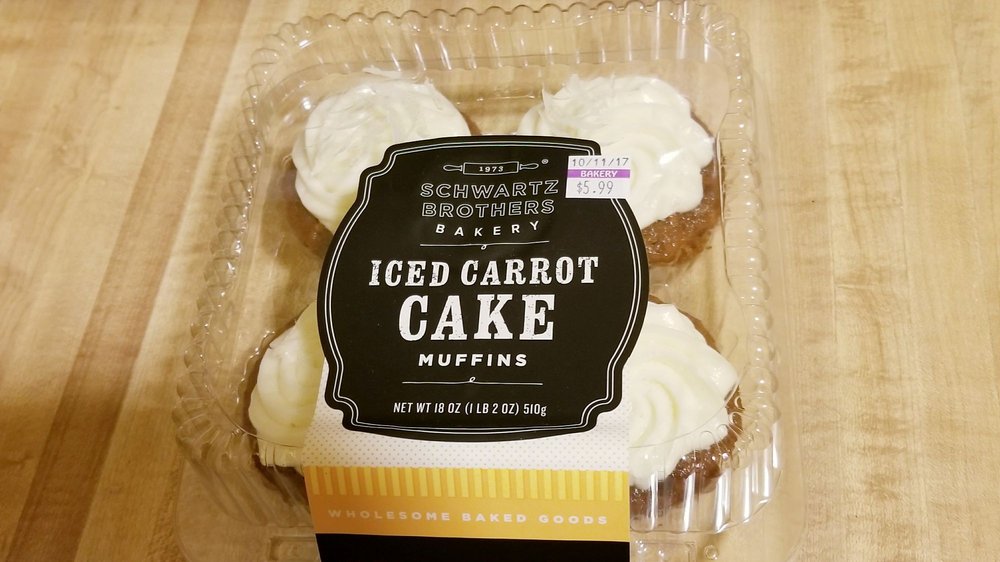 1973 ®
SCHWARTZ
BROTHERS
BAKERY
ICED CARROT
CAKE
MUFFINS
NET WT 18 OZ (1 LB 2 OZ) 510g
10/11/17
BAKERY
$5.99
WHOLESOME BAKED GOODS